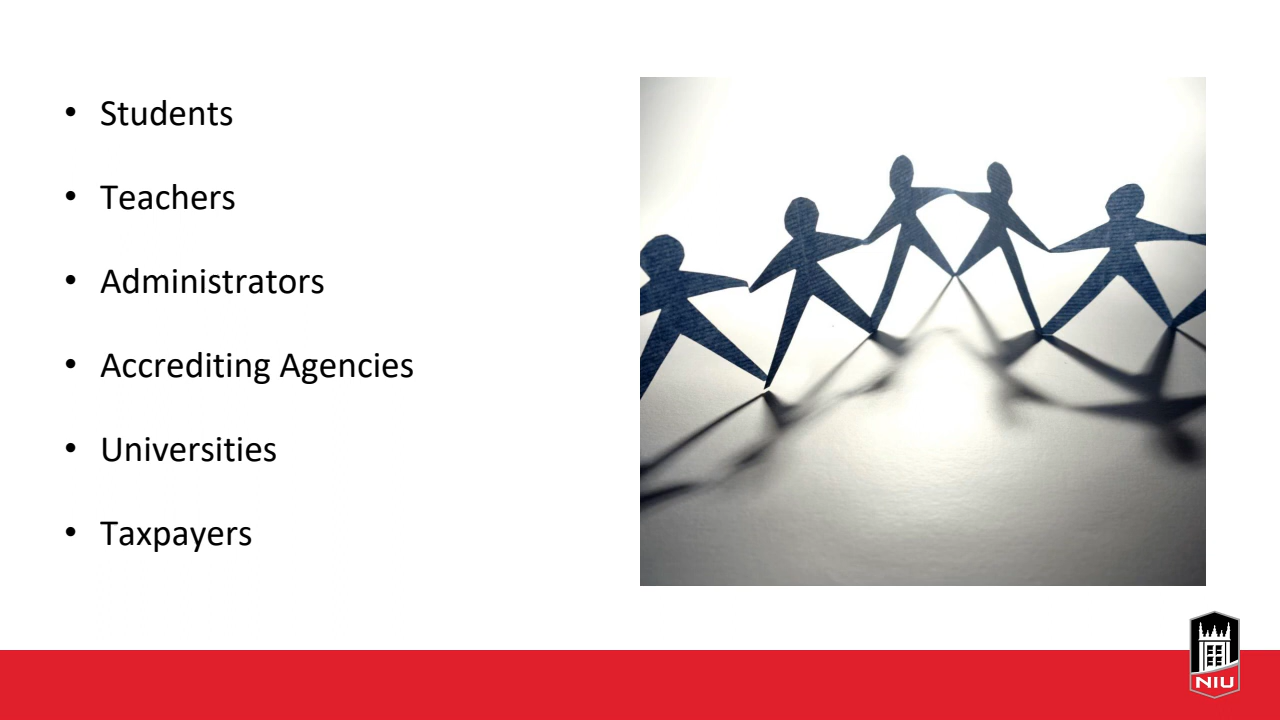 • Students
• Teachers
• Administrators
• Accrediting Agencies
• Universities
• Taxpayers
NIU